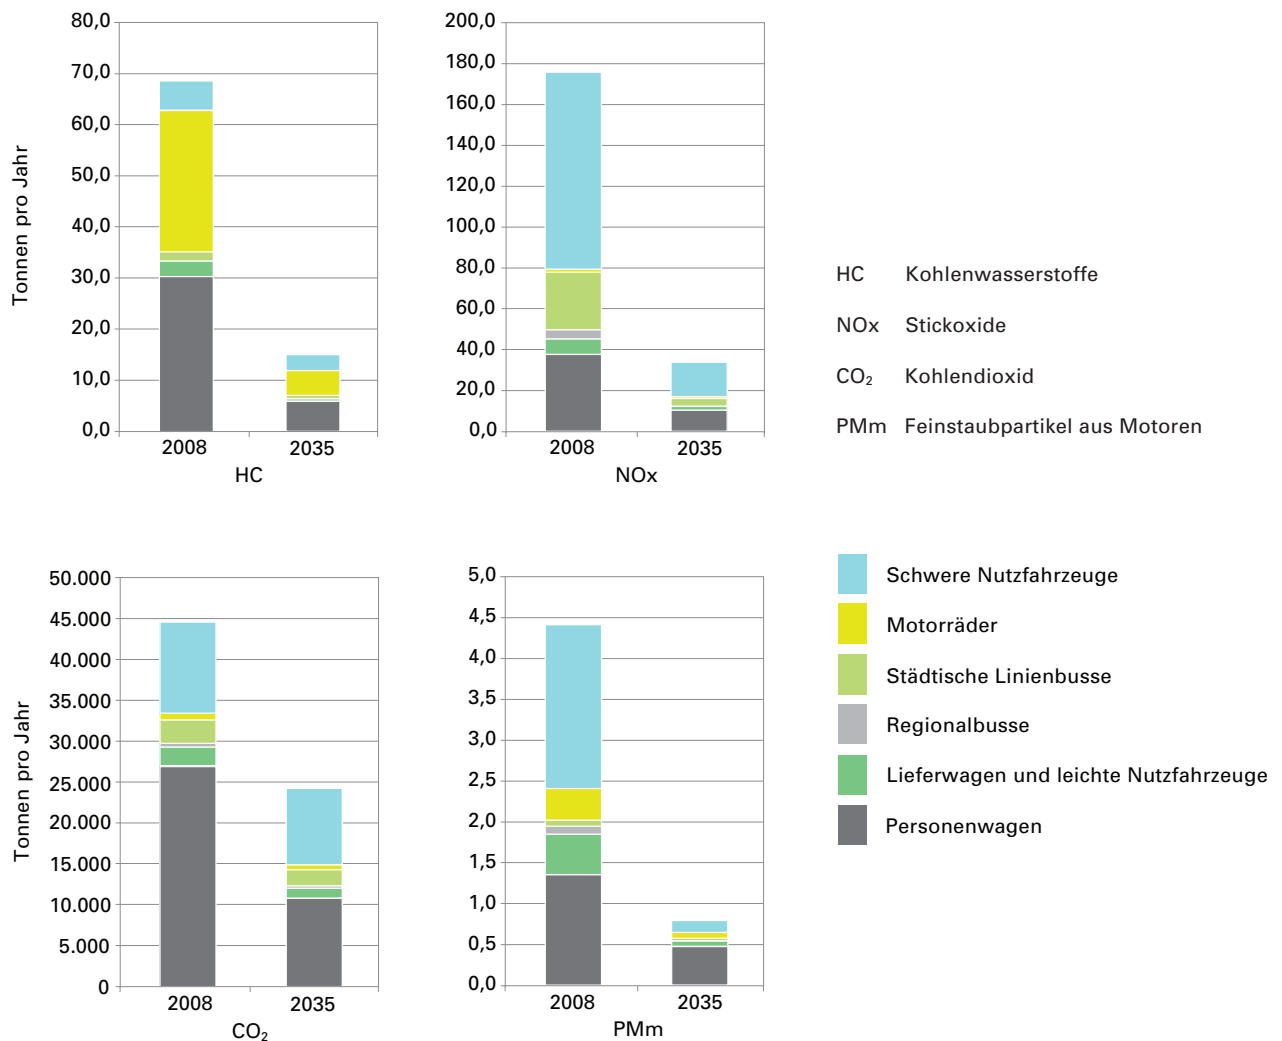 80,0
70,0
60,0
50,0
40,0
30,0
20,0
10,0
0,0
Tonnen pro Jahr
2008 2035
HC
200,0
180,0
160,0
140,0
120,0
100,0
80,0
60,0
40,0
20,0
0,0
2008 2035
NOx
HC Kohlenwasserstoffe
NOx Stickoxide
CO₂ Kohlendioxid
PMm Feinstaubpartikel aus Motoren
50.000
45.000
40.000
35.000
30.000
25.000
20.000
15.000
10.000
5.000
0
Tonnen pro Jahr
2008 2035
CO₂
5,0
4,5
4,0
3,5
3,0
2,5
2,0
1,5
1,0
0,5
0,0
2008 2035
PMm
Schwere Nutzfahrzeuge
Motorräder
Städtische Linienbusse
Regionalbusse
Lieferwagen und leichte Nutzfahrzeuge
Personenwagen